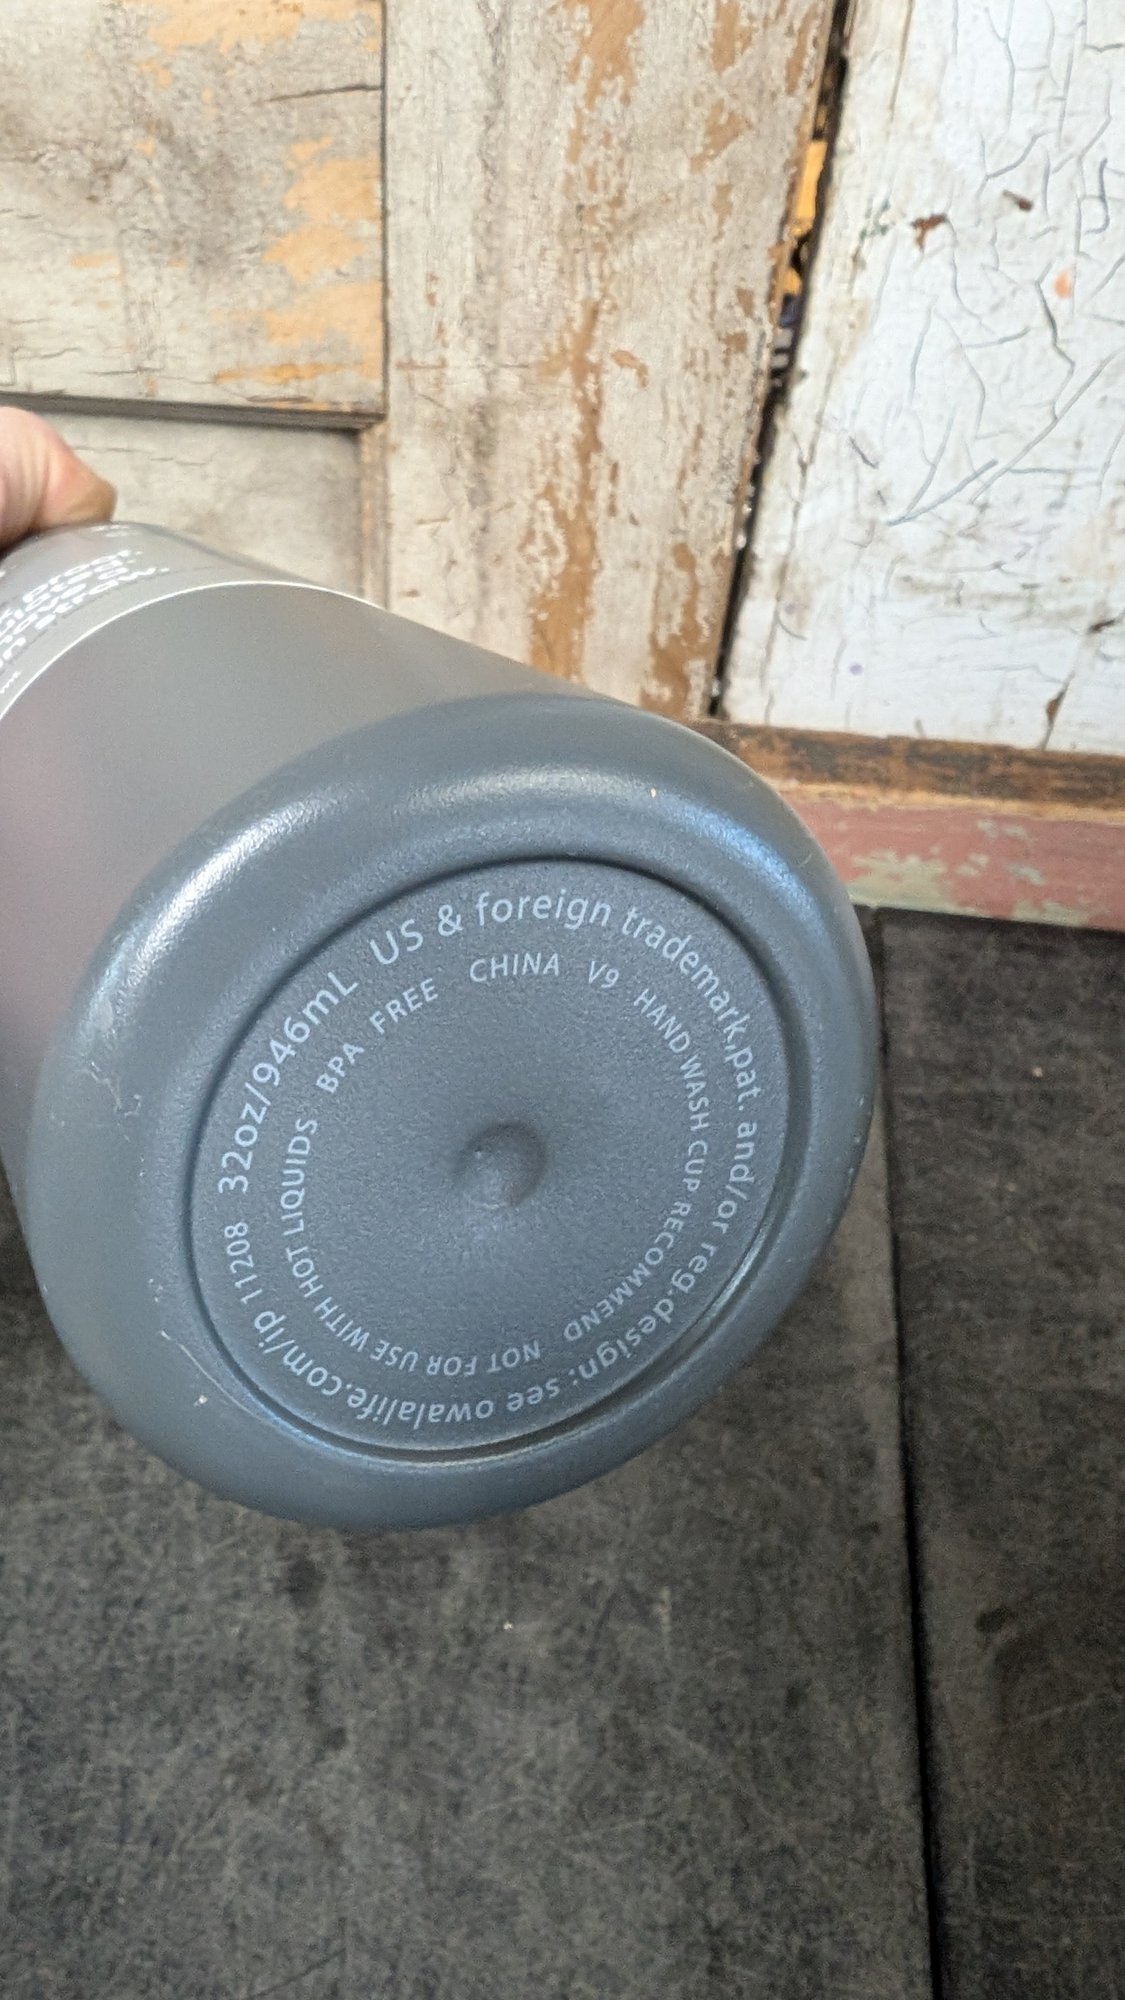 32oz/946mL US & foreign trademark,pat. and/or reg.design: see owalalife.com/ip 11208
BPA FREE CHINA V9 HAND WASH CUP RECOMMEND NOT FOR USE WITH HOT LIQUIDS